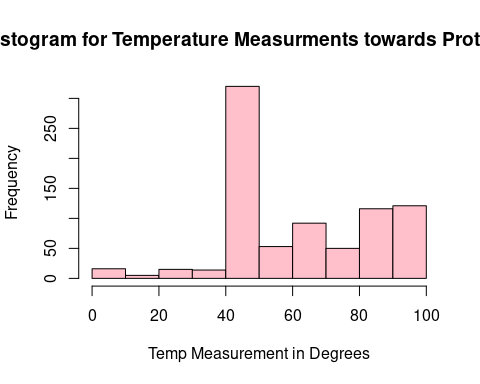 stogram for Temperature Measurments towards Prot
250
150
50
0
Frequency
0 20 40 60 80 100
Temp Measurement in Degrees